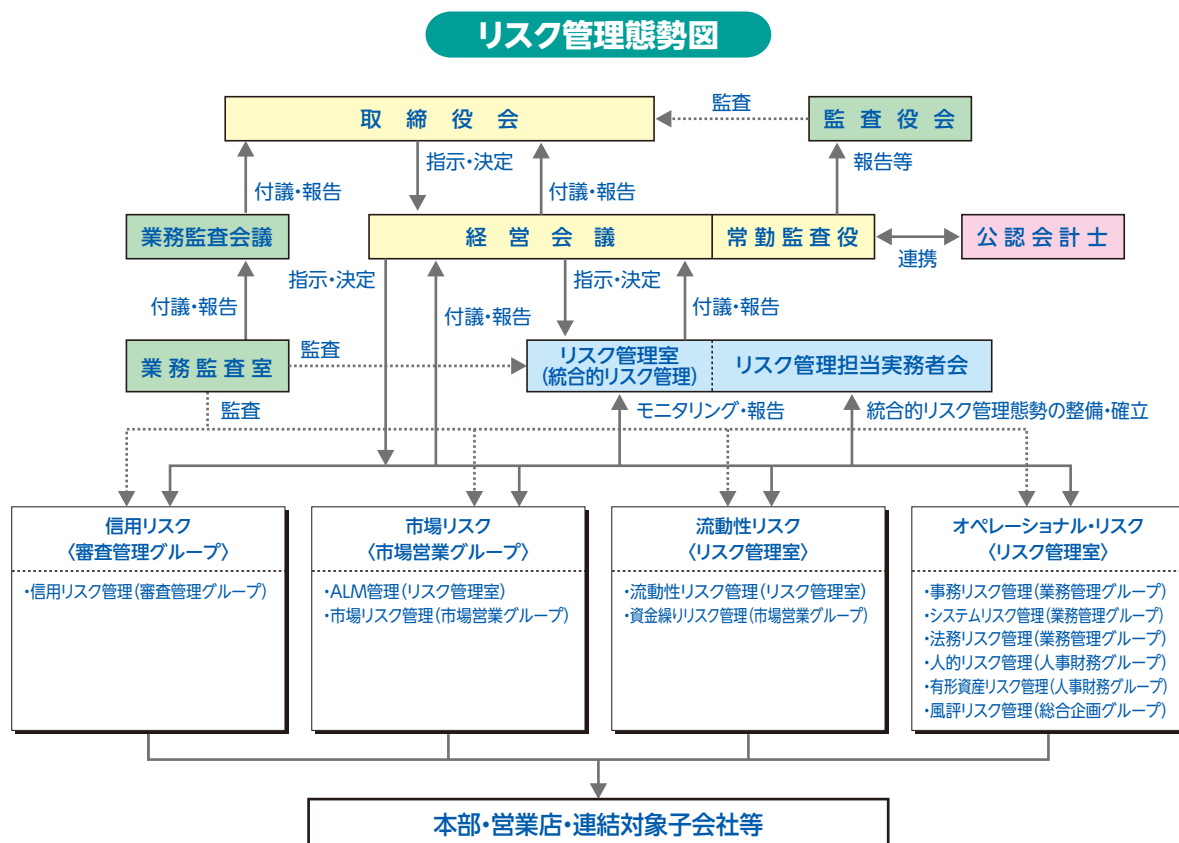 リスク管理態勢図
取締役会
監査
監査役会
指示・決定
付議・報告
報告等
付議・報告
業務監査会議
経営会議
常勤監査役
連携
公認会計士
指示・決定
付議・報告
付議・報告
指示・決定
付議・報告
業務監査室
監査
リスク管理室
(統合的リスク管理)
リスク管理担当実務者会
監査
モニタリング・報告
統合的リスク管理態勢の整備・確立
信用リスク
〈審査管理グループ〉
・信用リスク管理(審査管理グループ)
市場リスク
〈市場営業グループ〉
・ALM管理(リスク管理室)
・市場リスク管理(市場営業グループ)
流動性リスク
〈リスク管理室〉
・流動性リスク管理(リスク管理室)
・資金繰りリスク管理(市場営業グループ)
オペレーショナル・リスク
〈リスク管理室〉
・事務リスク管理(業務管理グループ)
・システムリスク管理(業務管理グループ)
・法務リスク管理(業務管理グループ)
・人的リスク管理(人事財務グループ)
・有形資産リスク管理(人事財務グループ)
・風評リスク管理(総合企画グループ)
本部・営業店・連結対象子会社等